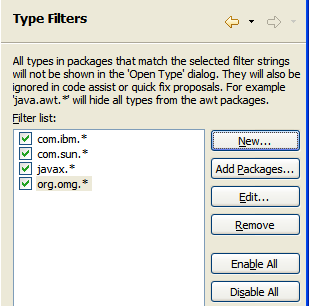 Type Filters
All types in packages that match the selected filter strings
will not be shown in the 'Open Type' dialog. They will also be
ignored in code assist or quick fix proposals. For example
'java.awt.*' will hide all types from the awt packages.
Filter list:
com.ibm.*
com.sun.*
javax.*
org.omg.*
New...
Add Packages...
Edit...
Remove
Enable All
Disable All